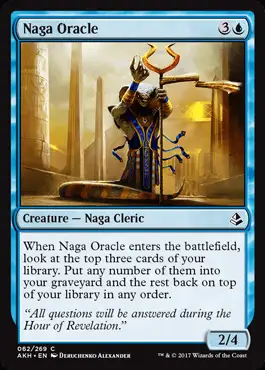 Naga Oracle 3
Creature — Naga Cleric
When Naga Oracle enters the battlefield,
look at the top three cards of your
library. Put any number of them into
your graveyard and the rest back on top
of your library in any order.
“All questions will be answered during the
Hour of Revelation.”
2/4
062/269 C
AKH • EN DERUCHENKO ALEXANDER
™ & © 2017 Wizards of the Coast